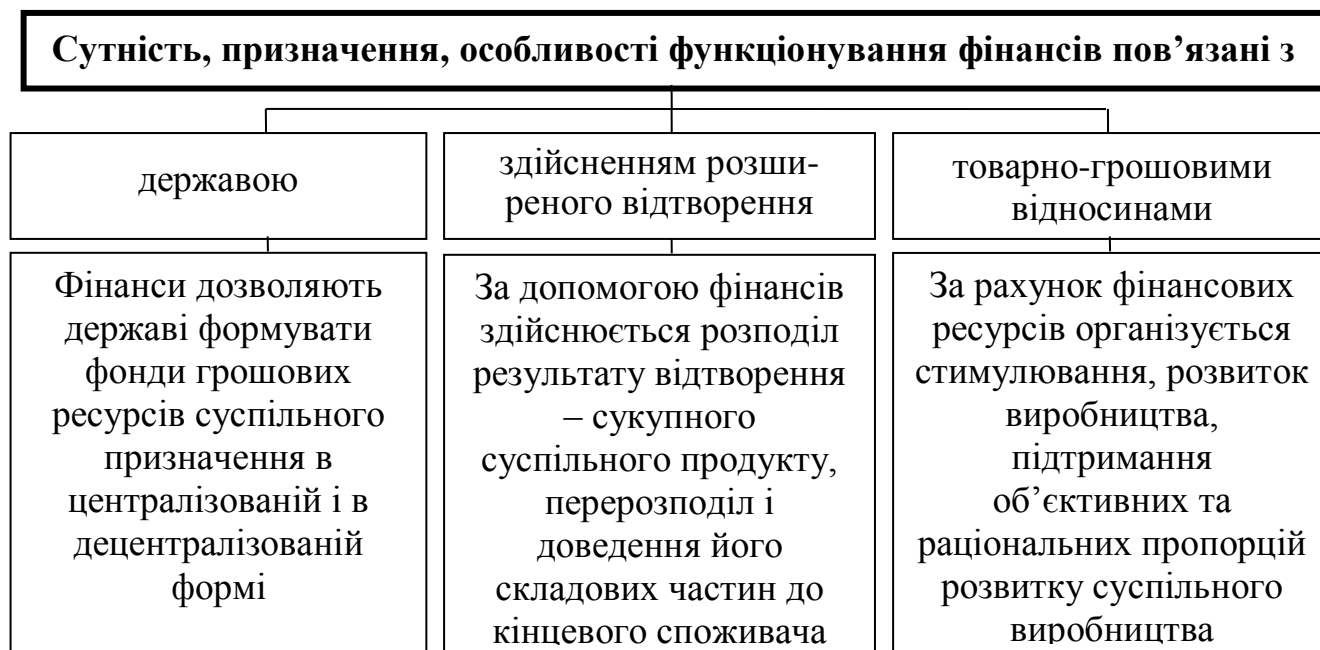 Сутність, призначення, особливості функціонування фінансів пов’язані з
державою
здійсненням розши-
реного відтворення
товарно-грошовими
відносинами
Фінанси дозволяють
державі формувати
фонди грошових
ресурсів суспільного
призначення в
централізованій і в
децентралізованій
формі
За допомогою фінансів
здійснюється розподіл
результату відтворення
– сукупного
суспільного продукту,
перерозподіл і
доведення його
складових частин до
кінцевого споживача
За рахунок фінансових
ресурсів організується
стимулювання, розвиток
виробництва,
підтримання
об’єктивних та
раціональних пропорцій
розвитку суспільного
виробництва